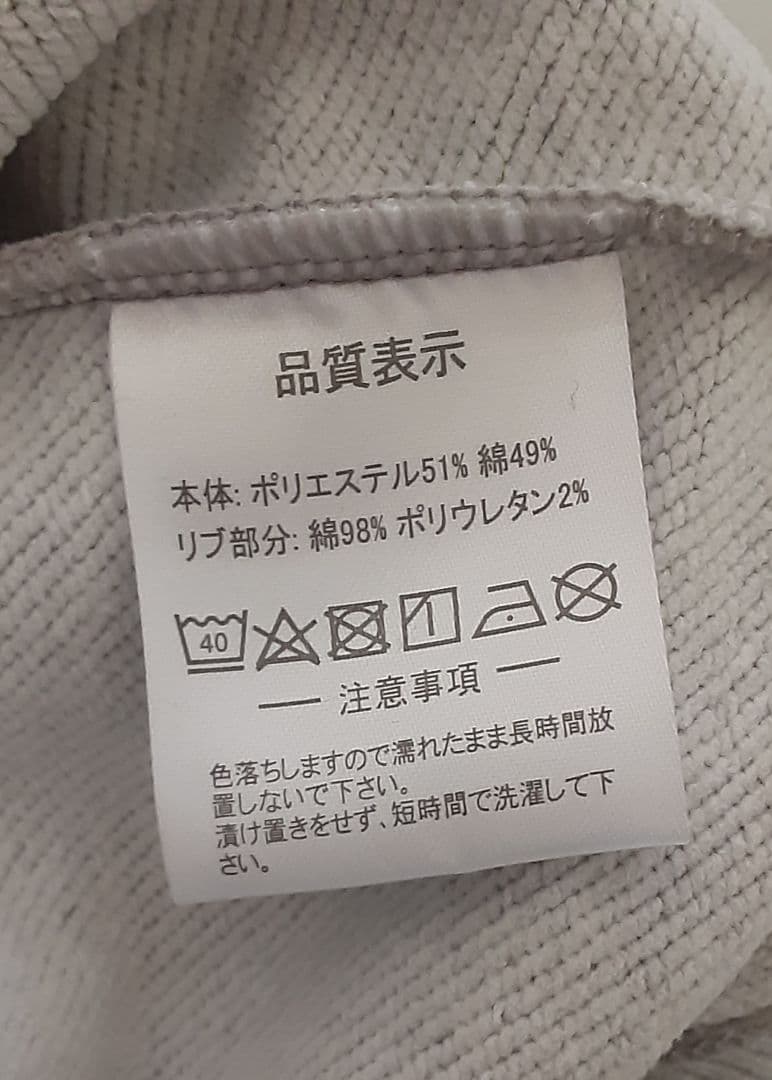 品質表示
本体: ポリエステル51% 綿49%
リブ部分: 綿98% ポリウレタン2%
40
注意事項
色落ちしますので濡れたまま長時間放
置しないで下さい。
漬け置きをせず、短時間で洗濯して下
さい。